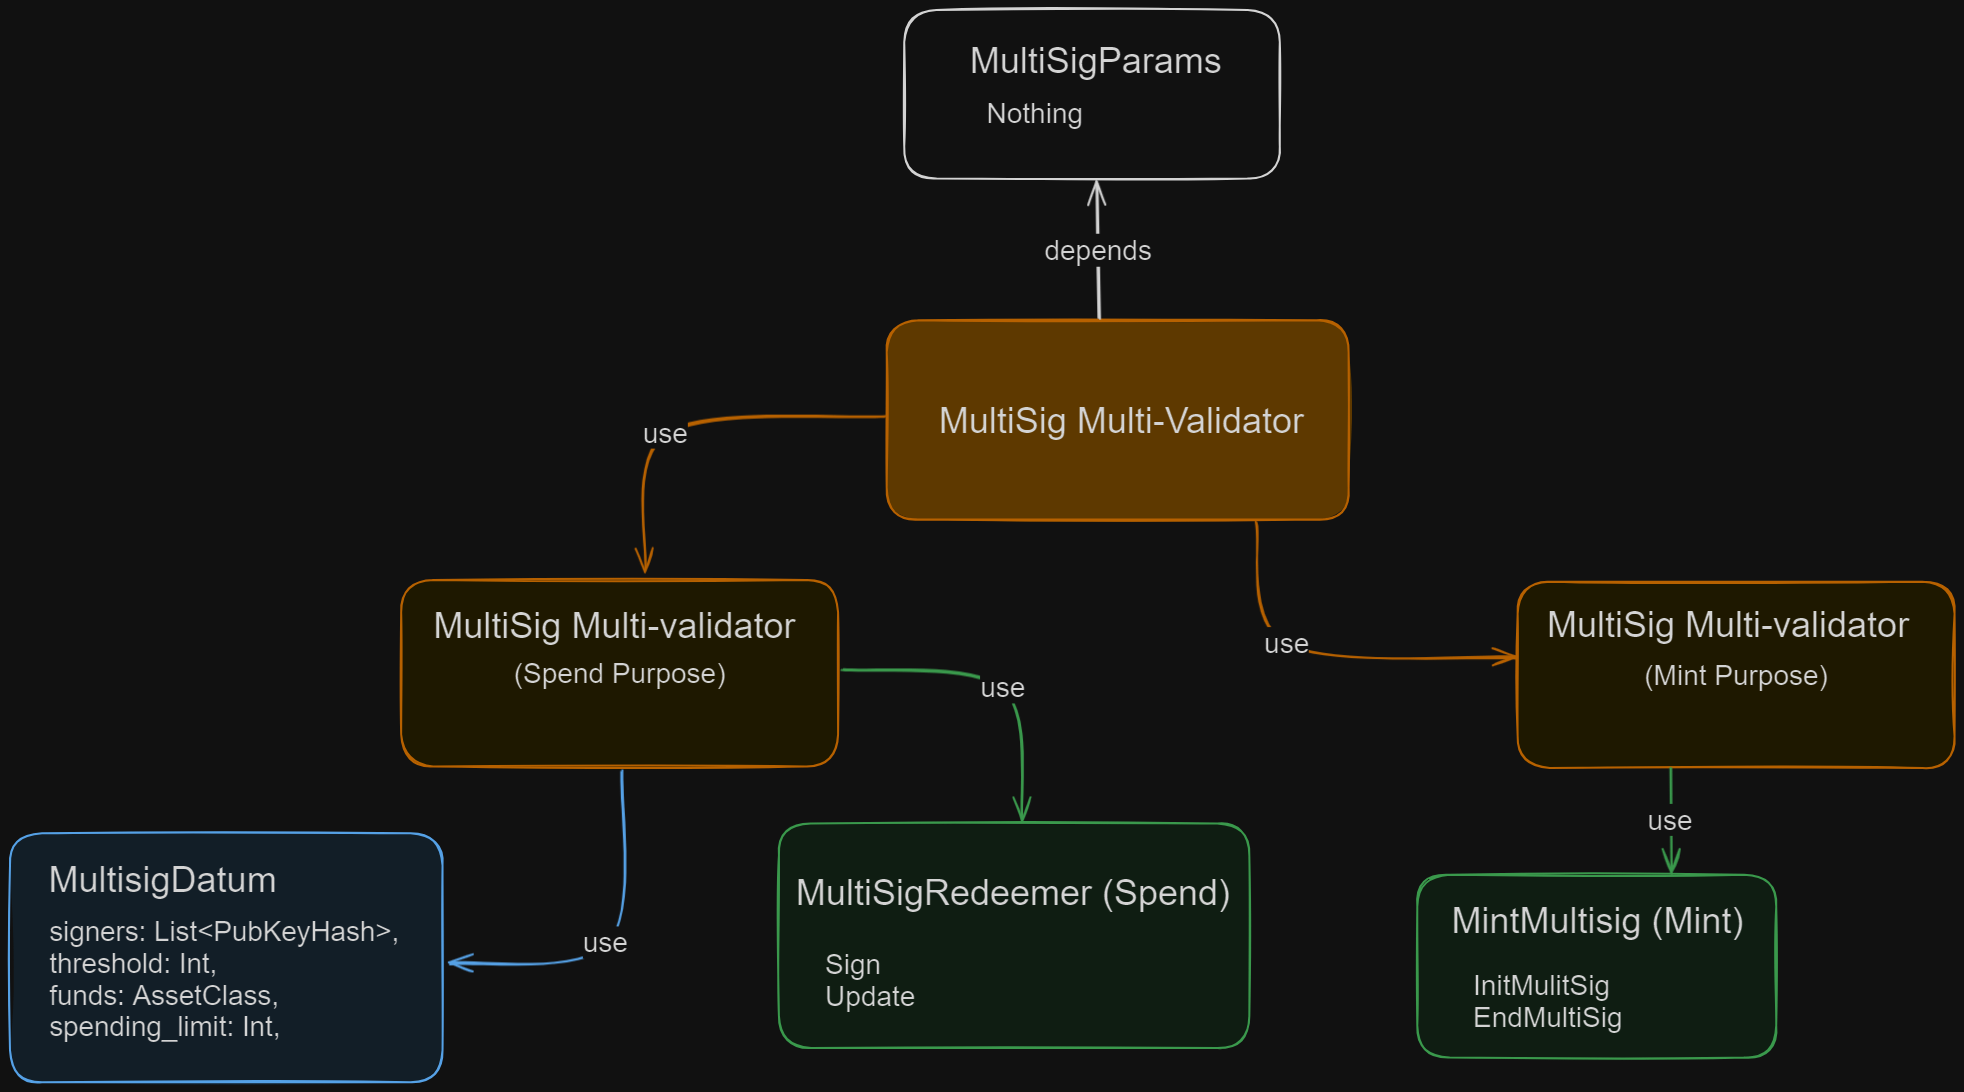 MultiSigParams
Nothing
depends
MultiSig Multi-Validator
use
use
MultiSig Multi-validator
(Spend Purpose)
MultiSig Multi-validator
(Mint Purpose)
use
use
use
MultisigDatum
signers: List<PubKeyHash>,
threshold: Int,
funds: AssetClass,
spending_limit: Int,
MultiSigRedeemer (Spend)
Sign
Update
MintMultisig (Mint)
InitMulitSig
EndMultiSig